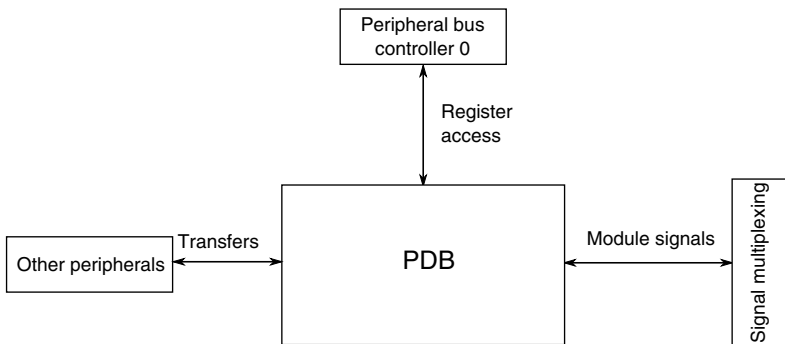 Peripheral bus
controller 0
Register
access
Transfers
Other peripherals
PDB
Module signals
Signal multiplexing